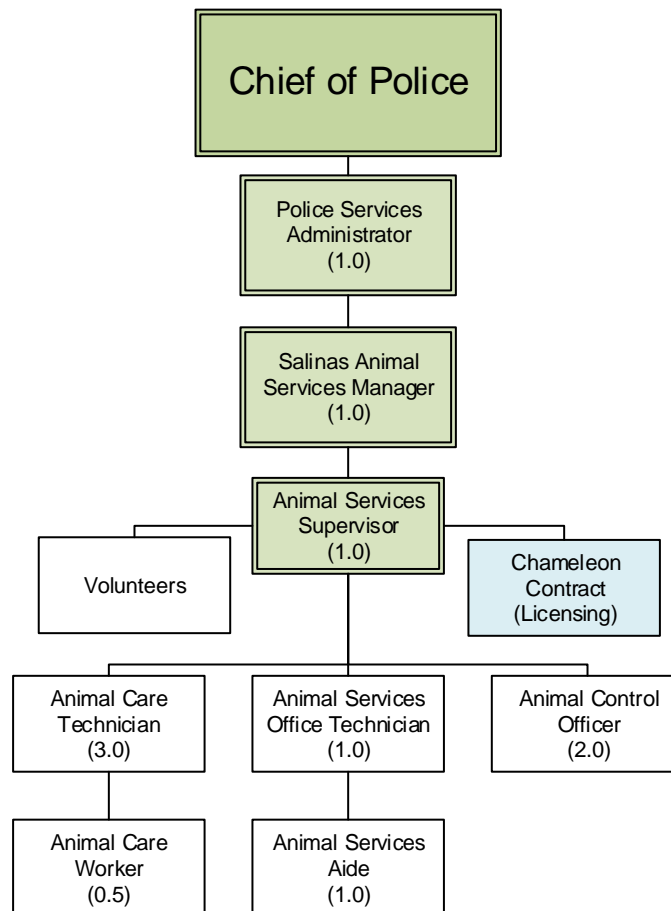 Chief of Police
Police Services
Administrator
(1.0)
Salinas Animal
Services Manager
(1.0)
Animal Services
Supervisor
(1.0)
Volunteers
Chameleon
Contract
(Licensing)
Animal Care
Technician
(3.0)
Animal Services
Office Technician
(1.0)
Animal Control
Officer
(2.0)
Animal Care
Worker
(0.5)
Animal Services
Aide
(1.0)